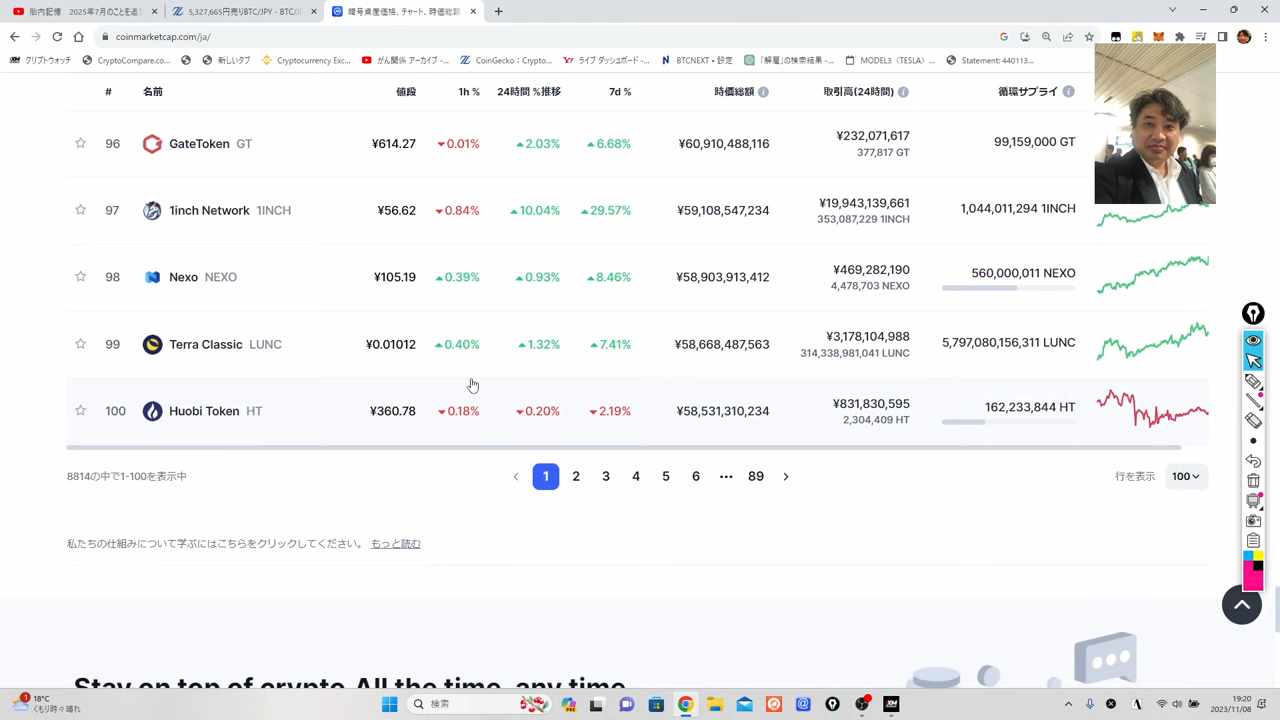 胎内記憶 2025年7月のことを追
5,327,665円売りBTC/JPY - BTC/J
暗号資産価格、チャート、時価総額
coinmarketcap.com/ja/
クリプトウォッチ
CryptoCompare.co...
新しいタブ
Cryptocurrency Exc...
がん関係 アーカイブ -...
CoinGecko：Crypto...
ライブ ダッシュボード -...
BTCNEXT • 設定
「解雇」の検索結果 -...
MODEL3（TESLA）...
Statement: 440113...
# 名前 値段 1h % 24時間 %推移 7d % 時価総額 取引高(24時間) 循環サプライ
96 GateToken GT ¥614.27 0.01% 2.03% 6.68% ¥60,910,488,116 ¥232,071,617 99,159,000 GT
377,817 GT
97 1inch Network 1INCH ¥56.62 0.84% 10.04% 29.57% ¥59,108,547,234 ¥19,943,139,661 1,044,011,294 1INCH
353,087,229 1INCH
98 Nexo NEXO ¥105.19 0.39% 0.93% 8.46% ¥58,903,913,412 ¥469,282,190 560,000,011 NEXO
4,478,703 NEXO
99 Terra Classic LUNC ¥0.01012 0.40% 1.32% 7.41% ¥58,668,487,563 ¥3,178,104,988 5,797,080,156,311 LUNC
314,338,981,041 LUNC
100 Huobi Token HT ¥360.78 0.18% 0.20% 2.19% ¥58,531,310,234 ¥831,830,595 162,233,844 HT
2,304,409 HT
8814の中で1-100を表示中
1 2 3 4 5 6 ••• 89
行を表示 100
私たちの仕組みについて学ぶにはこちらをクリックしてください。 もっと読む
Stay on top of crypto. All the time, any time.
1
18°C
くもり時々晴れ
検索
A
19:20
2023/11/08